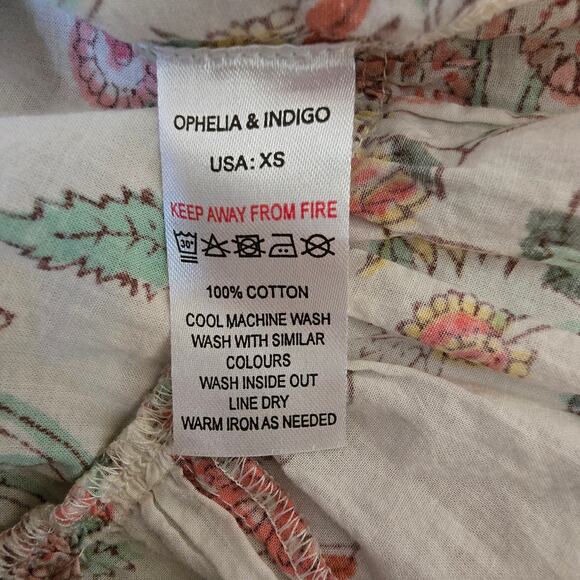 OPHELIA & INDIGO
USA: XS
KEEP AWAY FROM FIRE
30°
100% COTTON
COOL MACHINE WASH
WASH WITH SIMILAR
COLOURS
WASH INSIDE OUT
LINE DRY
WARM IRON AS NEEDED